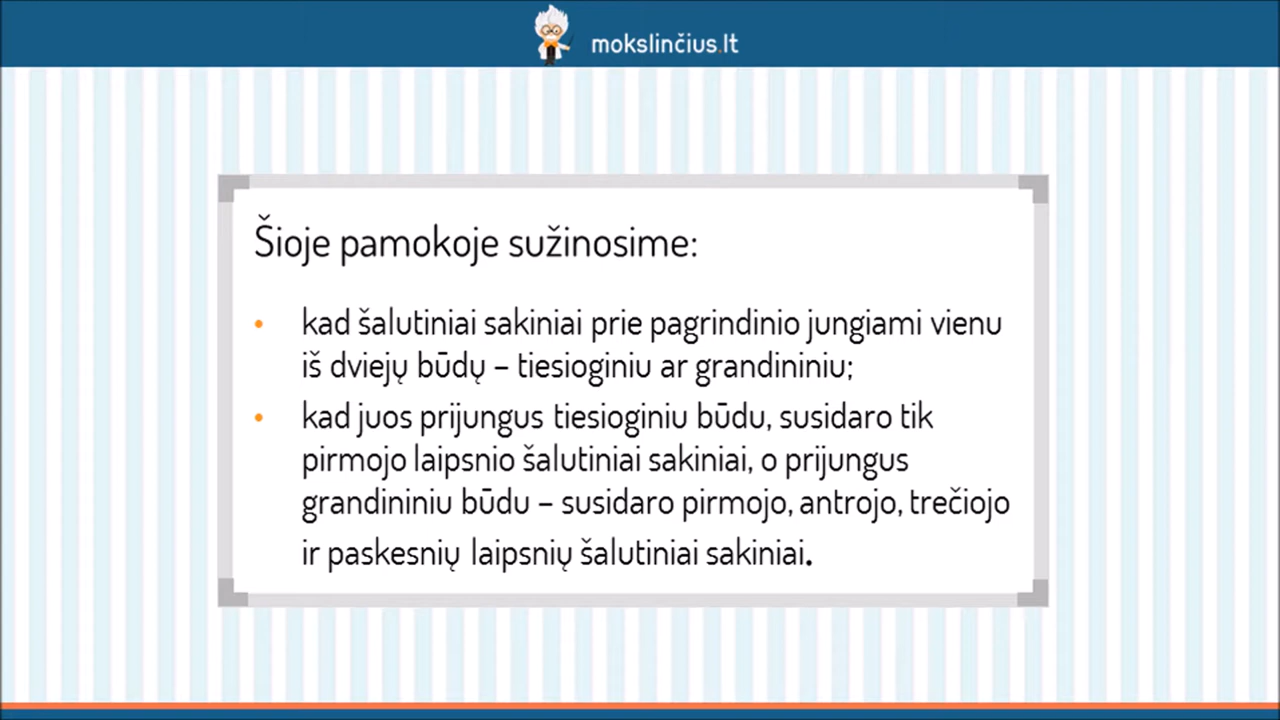 mokslinčius.lt
Šioje pamokoje sužinosime:
• kad šalutiniai sakiniai prie pagrindinio jungiami vienu
iš dviejų būdų – tiesioginiu ar grandininiu;
• kad juos prijungus tiesioginiu būdu, susidaro tik
pirmojo laipsnio šalutiniai sakiniai, o prijungus
grandininiu būdu – susidaro pirmojo, antrojo, trečiojo
ir paskesnių laipsnių šalutiniai sakiniai.